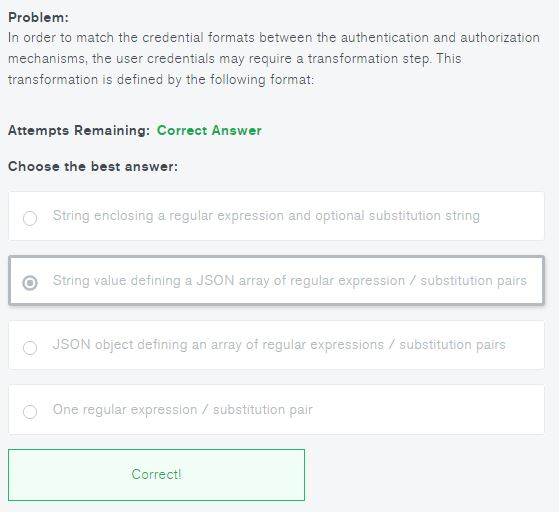 Problem:
In order to match the credential formats between the authentication and authorization
mechanisms, the user credentials may require a transformation step. This
transformation is defined by the following format:
Attempts Remaining: Correct Answer
Choose the best answer:
String enclosing a regular expression and optional substitution string
String value defining a JSON array of regular expression / substitution pairs
JSON object defining an array of regular expressions / substitution pairs
One regular expression / substitution pair
Correct!